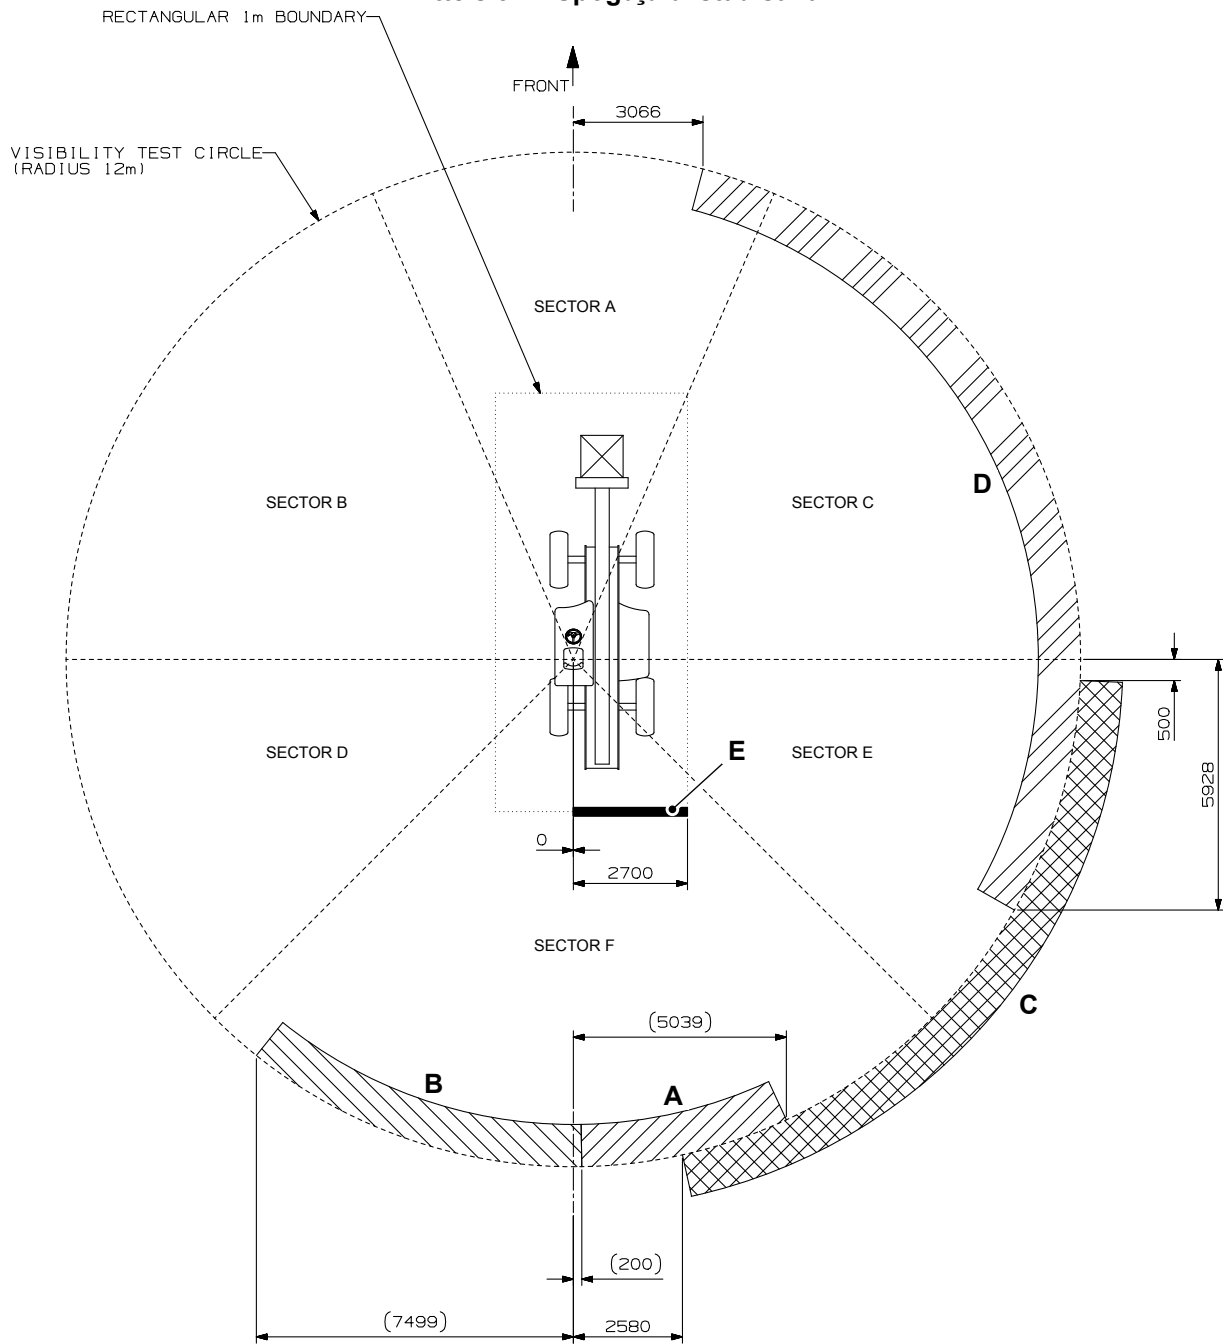 RECTANGULAR 1m BOUNDARY
FRONT
3066
VISIBILITY TEST CIRCLE
(RADIUS 12m)
SECTOR A
D
SECTOR B
SECTOR C
500
SECTOR D
E
SECTOR E
5928
0
2700
SECTOR F
C
(5039)
B
A
(200)
(7499)
2580